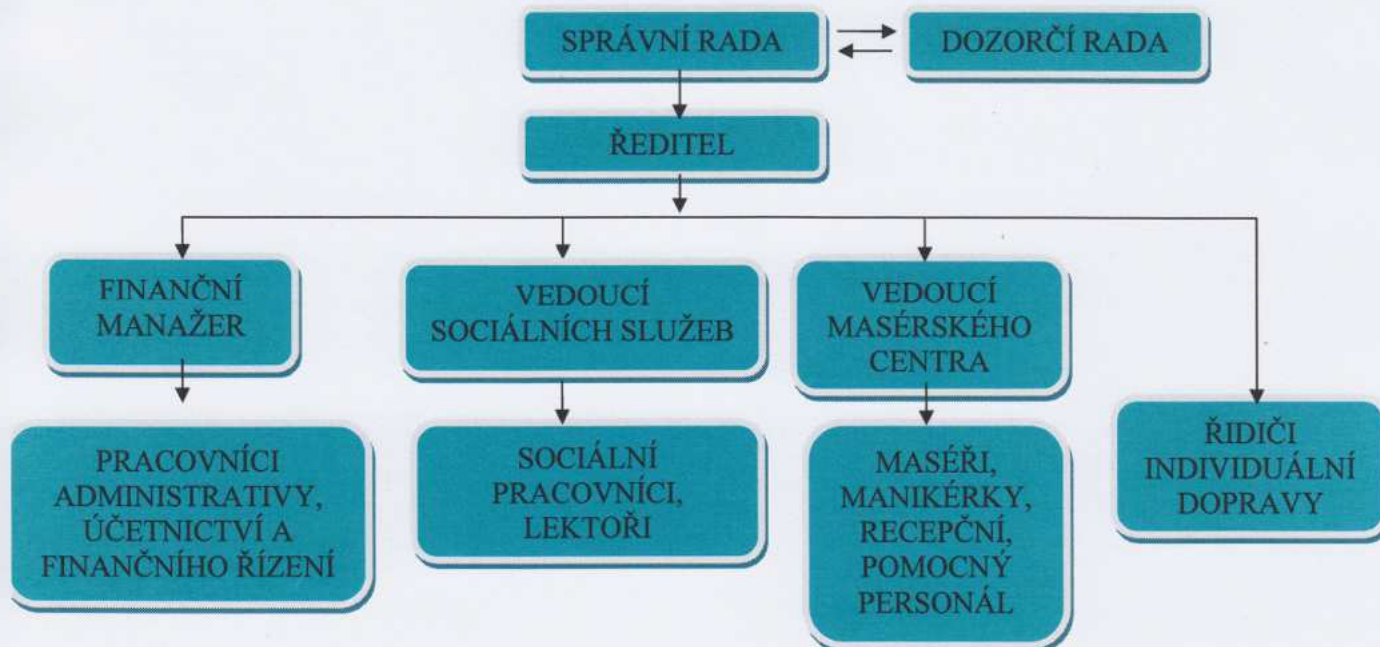 SPRÁVNÍ RADA
DOZORČÍ RADA
ŘEDITEL
FINANČNÍ
MANAŽER
VEDOUCÍ
SOCIÁLNÍCH SLUŽEB
VEDOUCÍ
MASÉRSKÉHO
CENTRA
PRACOVNÍCI
ADMINISTRATIVY,
ÚČETNICTVÍ A
FINANČNÍHO ŘÍZENÍ
SOCIÁLNÍ
PRACOVNÍCI,
LEKTOŘI
MASÉŘI,
MANIKÉRKY,
RECEPČNÍ,
POMOCNÝ
PERSONÁL
ŘIDIČI
INDIVIDUÁLNÍ
DOPRAVY